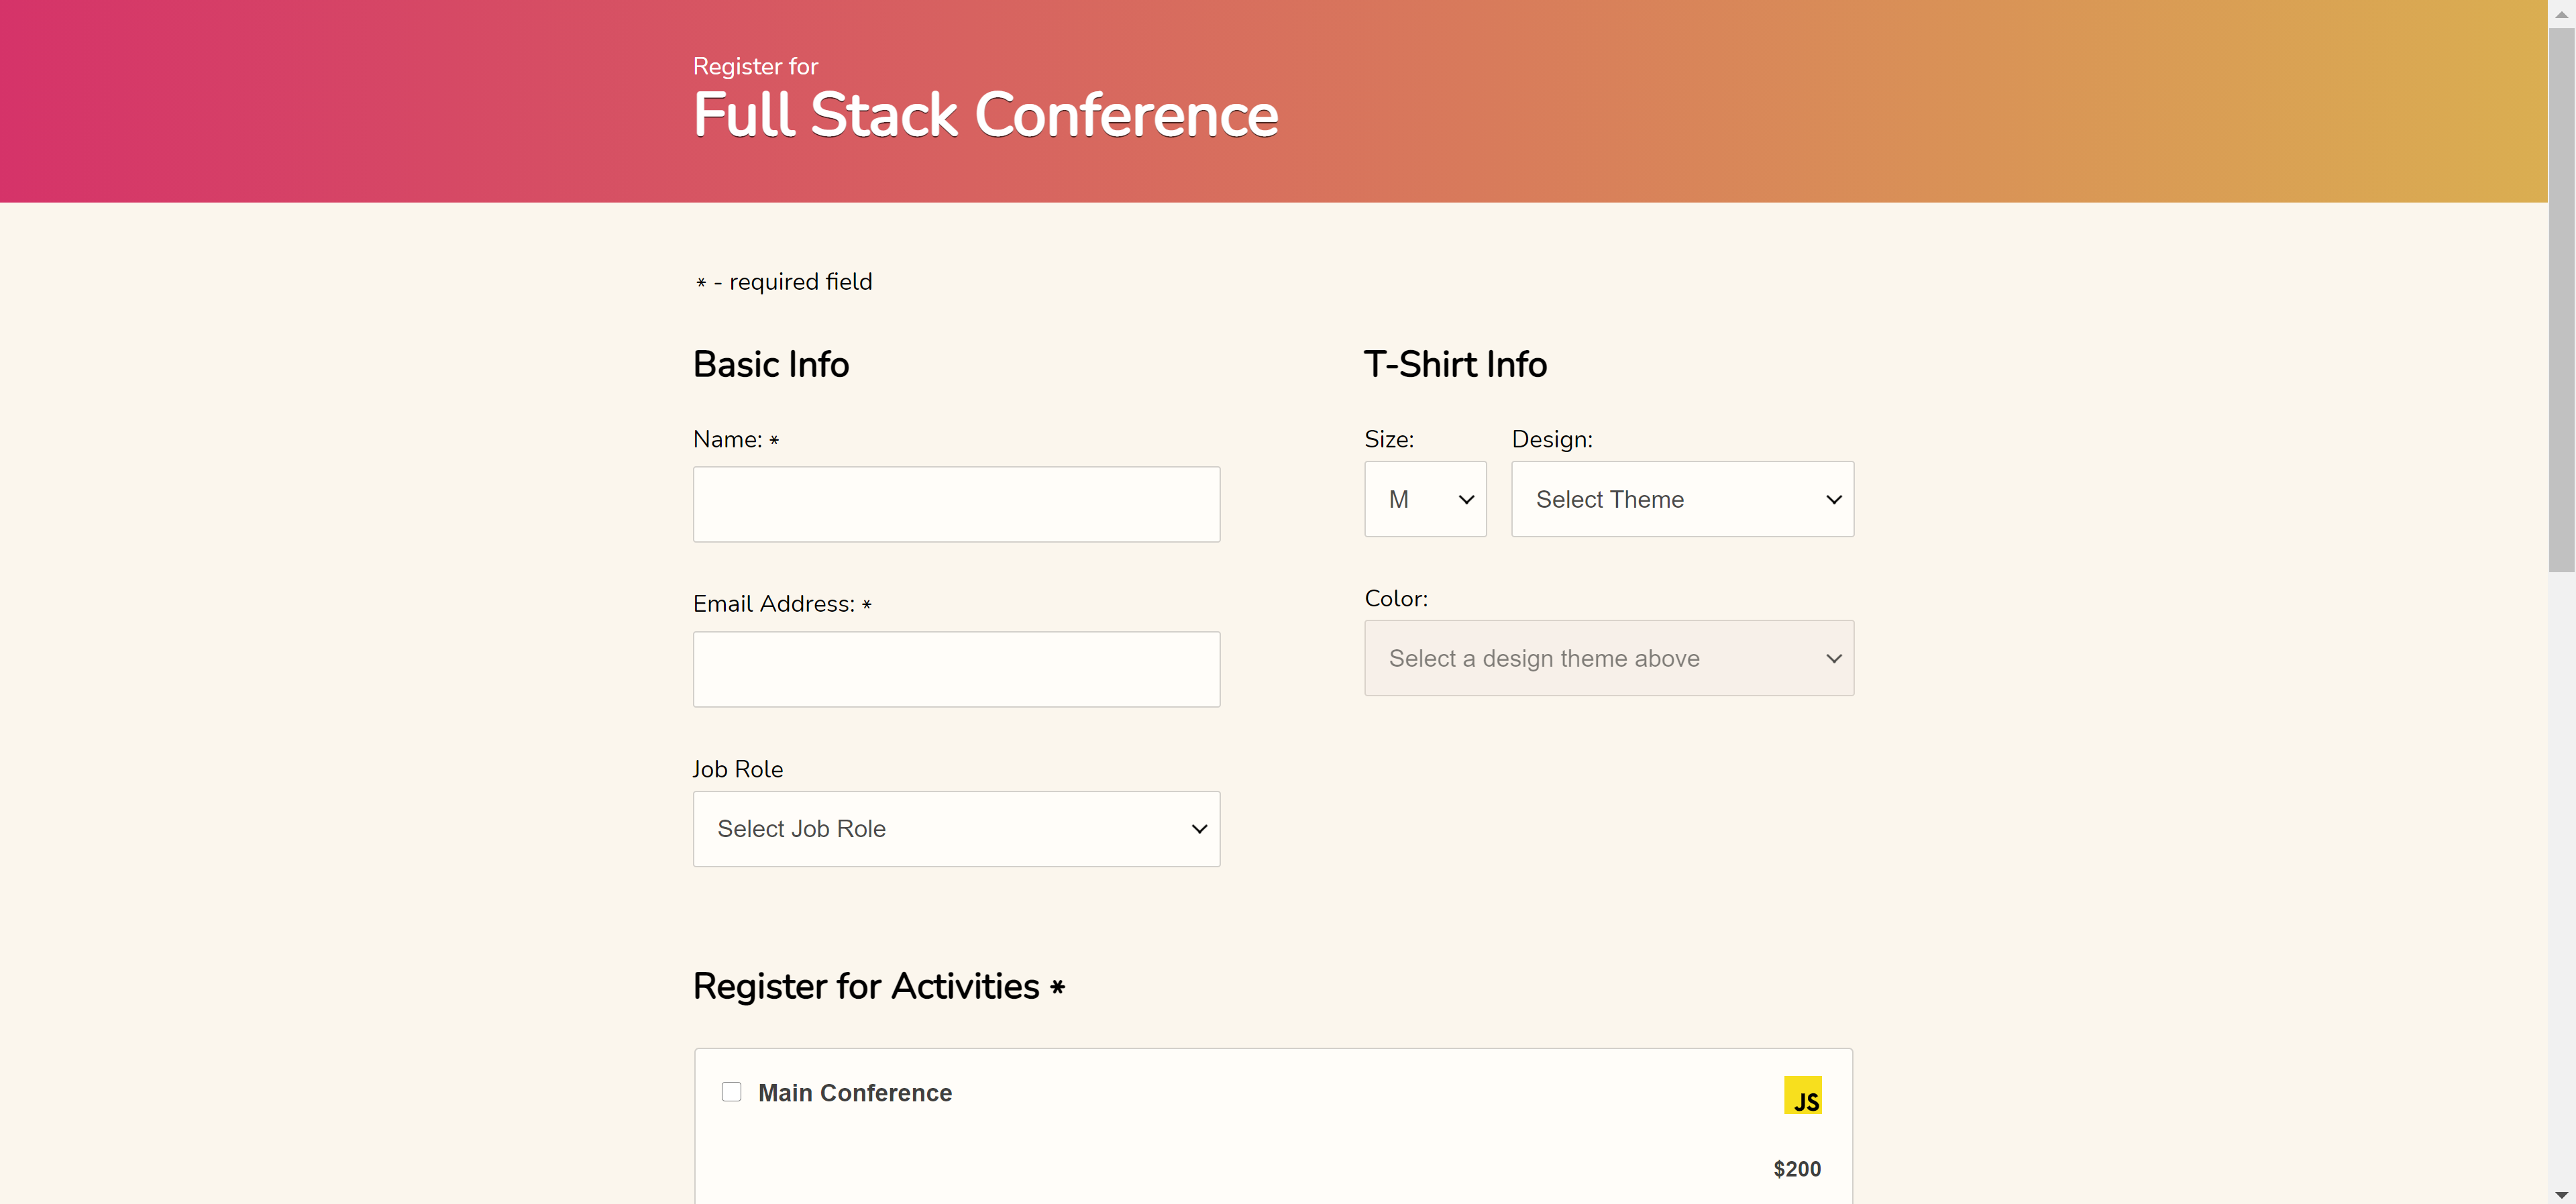 Register for
Full Stack Conference
* - required field
Basic Info
Name: *
Email Address: *
Job Role
Select Job Role
T-Shirt Info
Size:
Design:
M
Select Theme
Color:
Select a design theme above
Register for Activities *
Main Conference
JS
$200